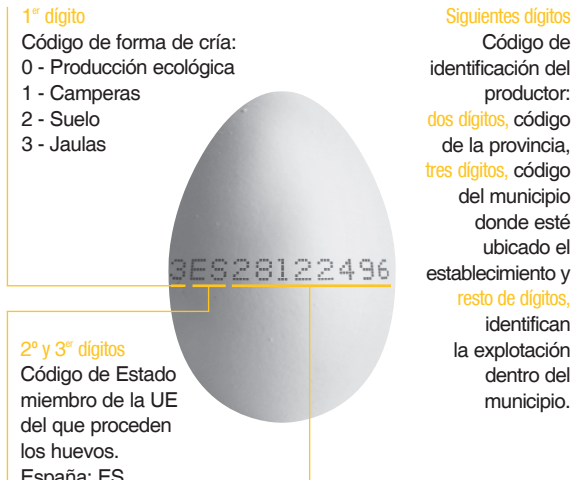 1er dígito
Código de forma de cría:
0 - Producción ecológica
1 - Camperas
2 - Suelo
3 - Jaulas
3ES28122496
2º y 3er dígitos
Código de Estado
miembro de la UE
del que proceden
los huevos.
España: ES
Siguientes dígitos
Código de
identificación del
productor:
dos dígitos, código
de la provincia,
tres dígitos, código
del municipio
donde esté
ubicado el
establecimiento y
resto de dígitos,
identifican
la explotación
dentro del
municipio.